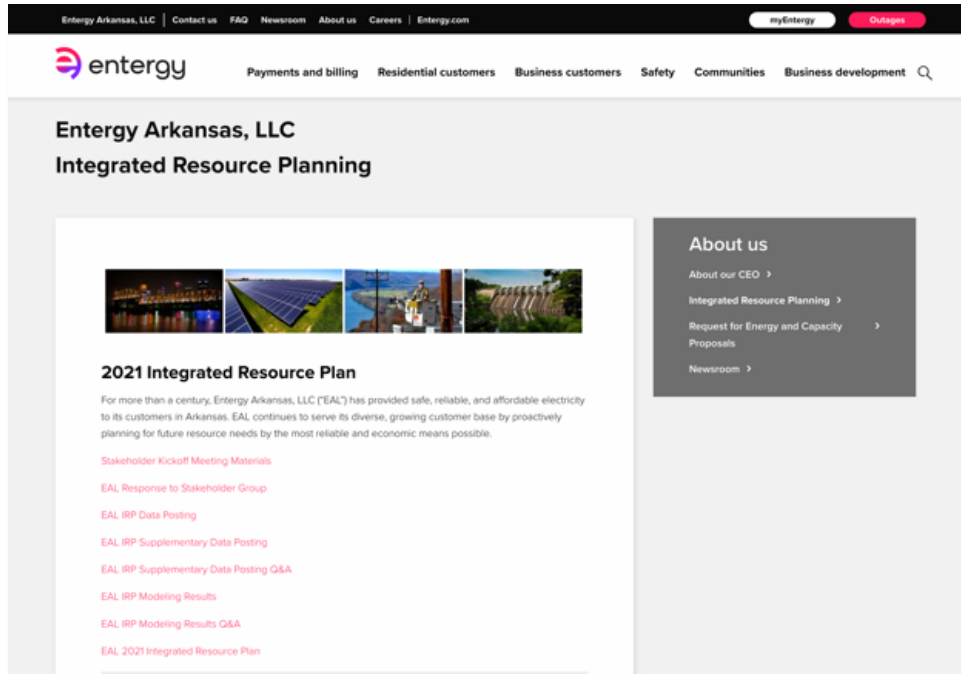 Entergy Arkansas, LLC | Contact us FAQ Newsroom About us Careers | Entergy.com myEntergy Outages
entergy
Payments and billing Residential customers Business customers Safety Communities Business development
Entergy Arkansas, LLC
Integrated Resource Planning
2021 Integrated Resource Plan
For more than a century, Entergy Arkansas, LLC ("EAL") has provided safe, reliable, and affordable electricity
to its customers in Arkansas. EAL continues to serve its diverse, growing customer base by proactively
planning for future resource needs by the most reliable and economic means possible.
Stakeholder Kickoff Meeting Materials
EAL Response to Stakeholder Group
EAL IRP Data Posting
EAL IRP Supplementary Data Posting
EAL IRP Supplementary Data Posting Q&A
EAL IRP Modeling Results
EAL IRP Modeling Results Q&A
EAL 2021 Integrated Resource Plan
About us
About our CEO >
Integrated Resource Planning >
Request for Energy and Capacity >
Proposals
Newsroom >